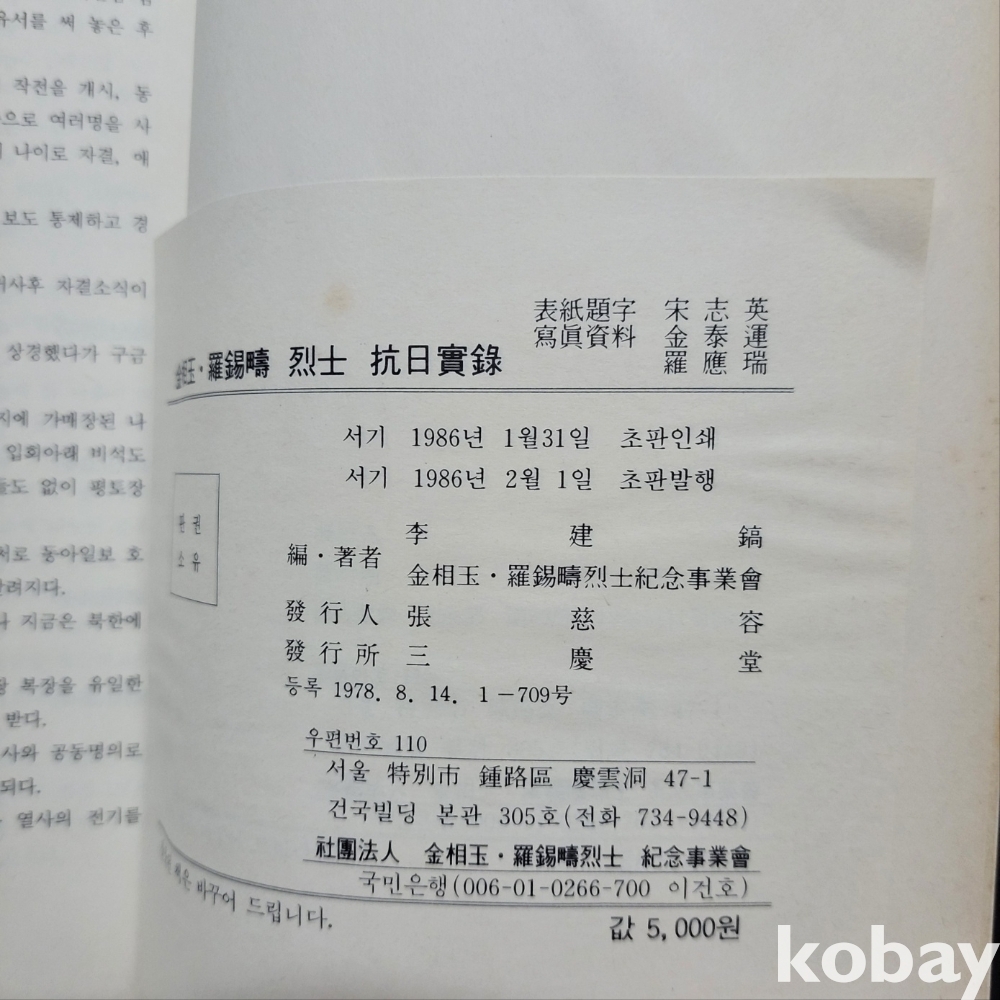 유서를 써 놓은 후
작전을 개시, 동
으로 여러명을 사
나이로 자결, 애
보도 통제하고 경
거사후 자결소식이
상경했다가 구금
지에 가매장된 나
입회아래 비석도
들도 없이 평토장
서로 동아일보 호
알려지다.
나 지금은 북한에
복장을 유일한
받다.
사와 공동명의로
되다.
열사의 전기를
表紙題字 宋志英
寫眞資料 金泰運
羅應瑞
金相玉·羅錫疇 烈士 抗日實錄
서기 1986년 1월31일 초판인쇄
서기 1986년 2월 1일 초판발행
판권
소유
李建鎬
編·著者
金相玉·羅錫疇烈士紀念事業會
發行人 張慈容
發行所 三慶堂
등록 1978. 8. 14. 1-709号
우편번호 110
서울 特別市 鍾路區 慶雲洞 47-1
건국빌딩 본관 305호(전화 734-9448)
社團法人 金相玉·羅錫疇烈士 紀念事業會
국민은행(006-01-0266-700 이건호)
책은 바꾸어 드립니다.
값 5,000원
kobay